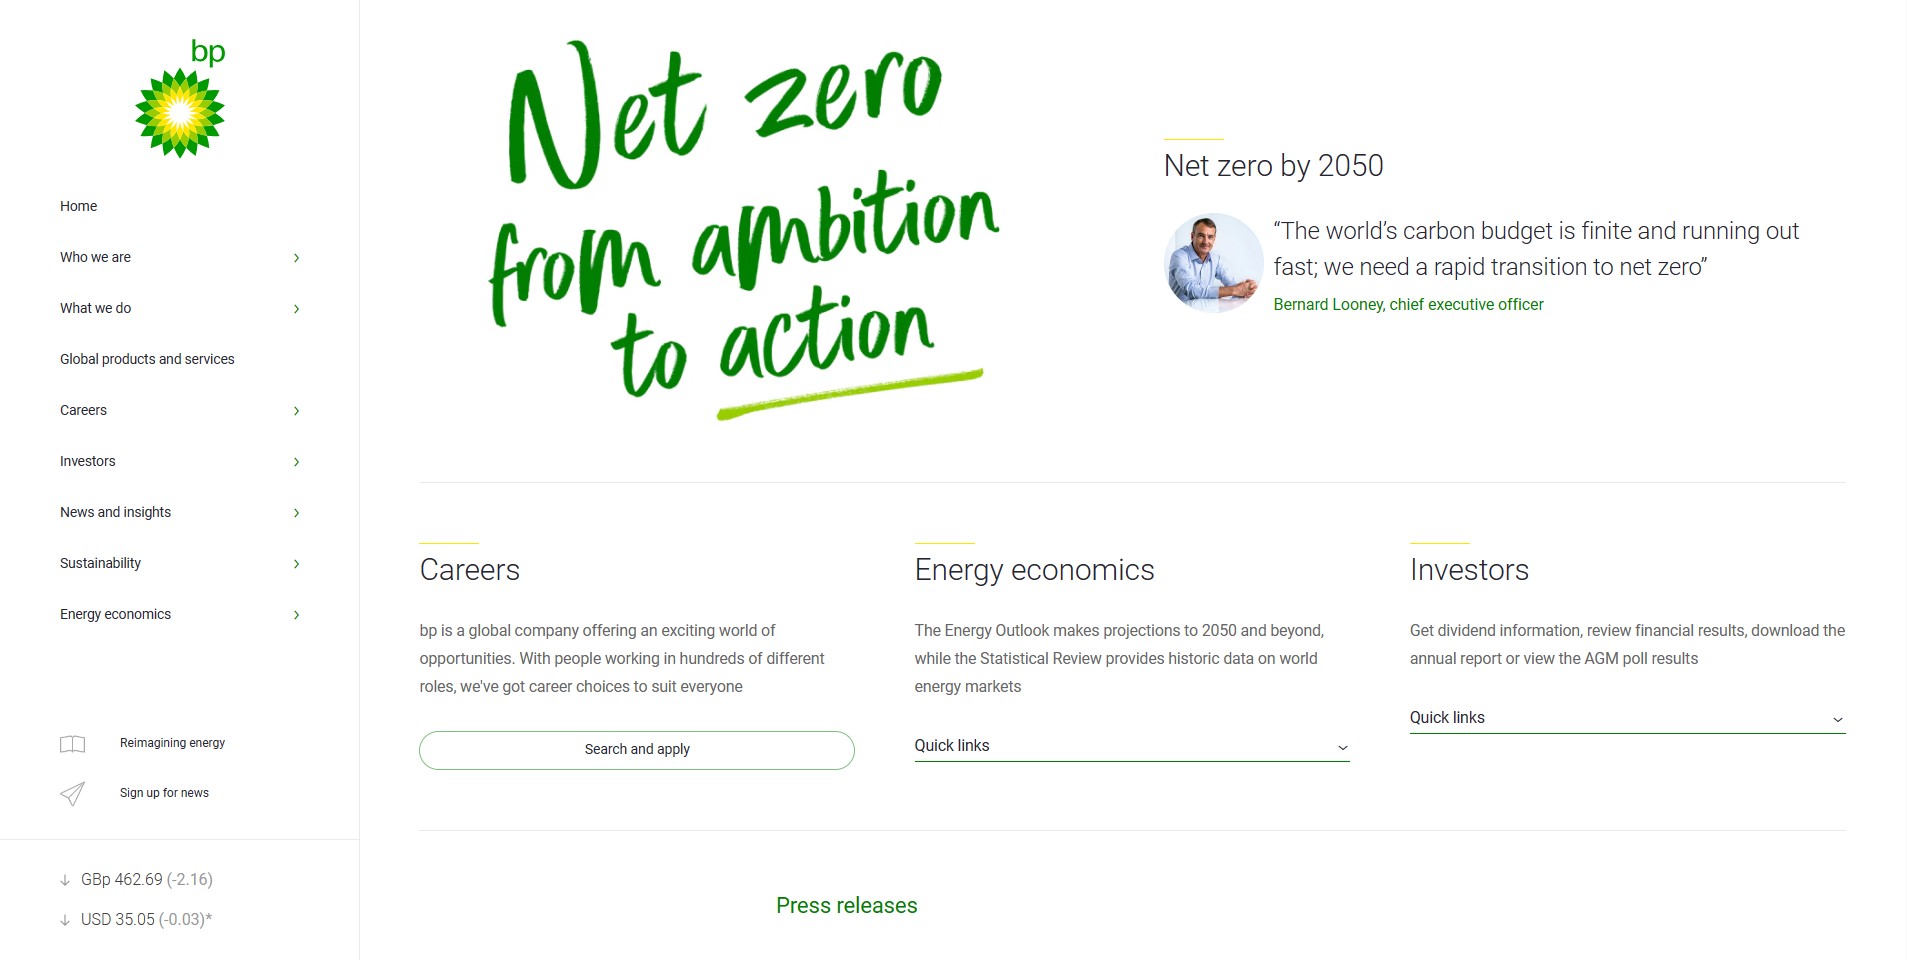 bp
Home
Who we are
What we do
Global products and services
Careers
Investors
News and insights
Sustainability
Energy economics
Reimagining energy
Sign up for news
GBp 462.69 (-2.16)
USD 35.05 (-0.03)*
Net zero
from ambition
to action
Net zero by 2050
“The world’s carbon budget is finite and running out
fast; we need a rapid transition to net zero”
Bernard Looney, chief executive officer
Careers
bp is a global company offering an exciting world of
opportunities. With people working in hundreds of different
roles, we've got career choices to suit everyone
Search and apply
Energy economics
The Energy Outlook makes projections to 2050 and beyond,
while the Statistical Review provides historic data on world
energy markets
Quick links
Investors
Get dividend information, review financial results, download the
annual report or view the AGM poll results
Quick links
Press releases